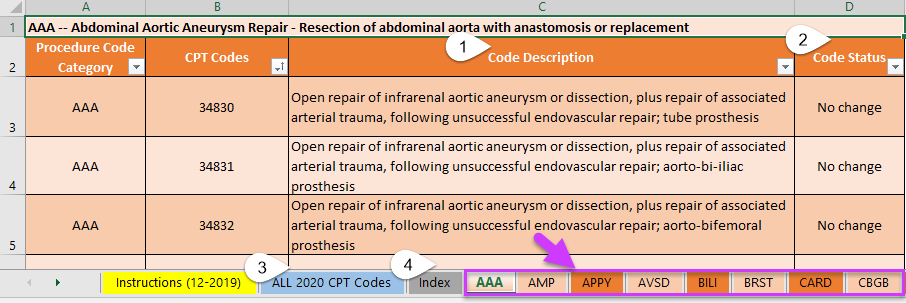 A B C D
1 AAA -- Abdominal Aortic Aneurysm Repair - Resection of abdominal aorta with anastomosis or replacement
1 2
2 Procedure Code Category CPT Codes Code Description Code Status
3 AAA 34830 Open repair of infrarenal aortic aneurysm or dissection, plus repair of associated
arterial trauma, following unsuccessful endovascular repair; tube prosthesis No change
4 AAA 34831 Open repair of infrarenal aortic aneurysm or dissection, plus repair of associated
arterial trauma, following unsuccessful endovascular repair; aorto-bi-iliac
prosthesis No change
5 AAA 34832 Open repair of infrarenal aortic aneurysm or dissection, plus repair of associated
arterial trauma, following unsuccessful endovascular repair; aorto-bifemoral
prosthesis No change
3 4
Instructions (12-2019) ALL 2020 CPT Codes Index AAA AMP APPY AVSD BILI BRST CARD CBGB